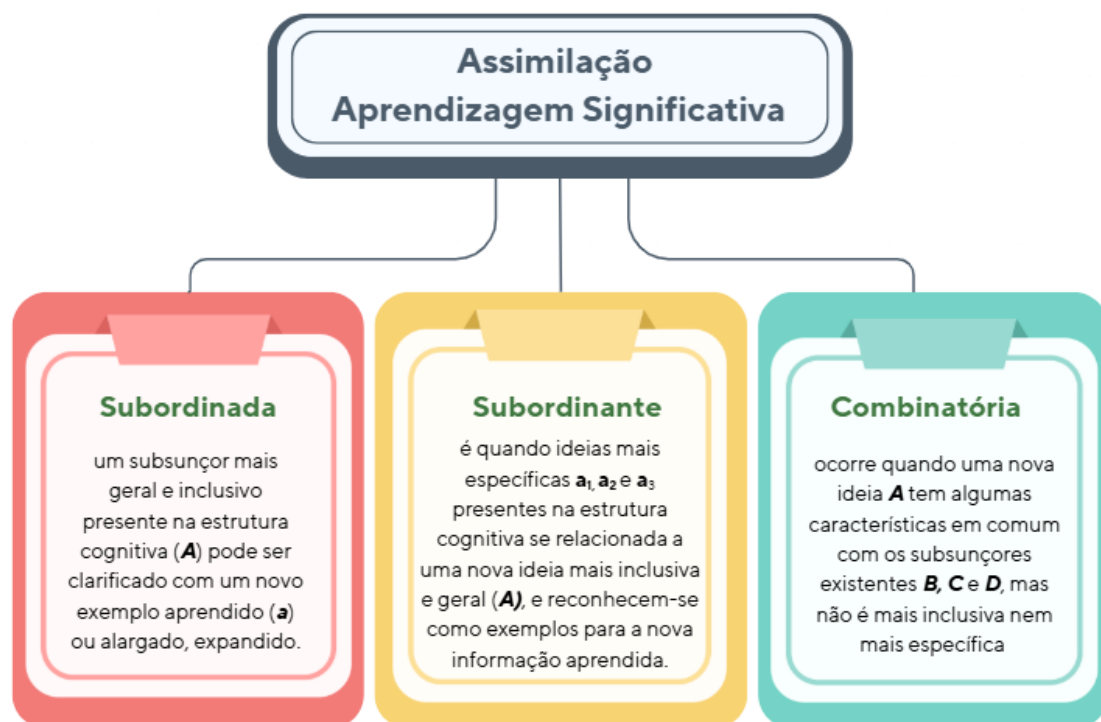 Assimilação
Aprendizagem Significativa
Subordinada
um subsunçor mais
geral e inclusivo
presente na estrutura
cognitiva (A) pode ser
clarificado com um novo
exemplo aprendido (a)
ou alargado, expandido.
Subordinante
é quando ideias mais
específicas a₁, a₂ e a₃
presentes na estrutura
cognitiva se relacionada a
uma nova ideia mais inclusiva
e geral (A), e reconhecem-se
como exemplos para a nova
informação aprendida.
Combinatória
ocorre quando uma nova
ideia A tem algumas
características em comum
com os subsunçores
existentes B, C e D, mas
não é mais inclusiva nem
mais específica